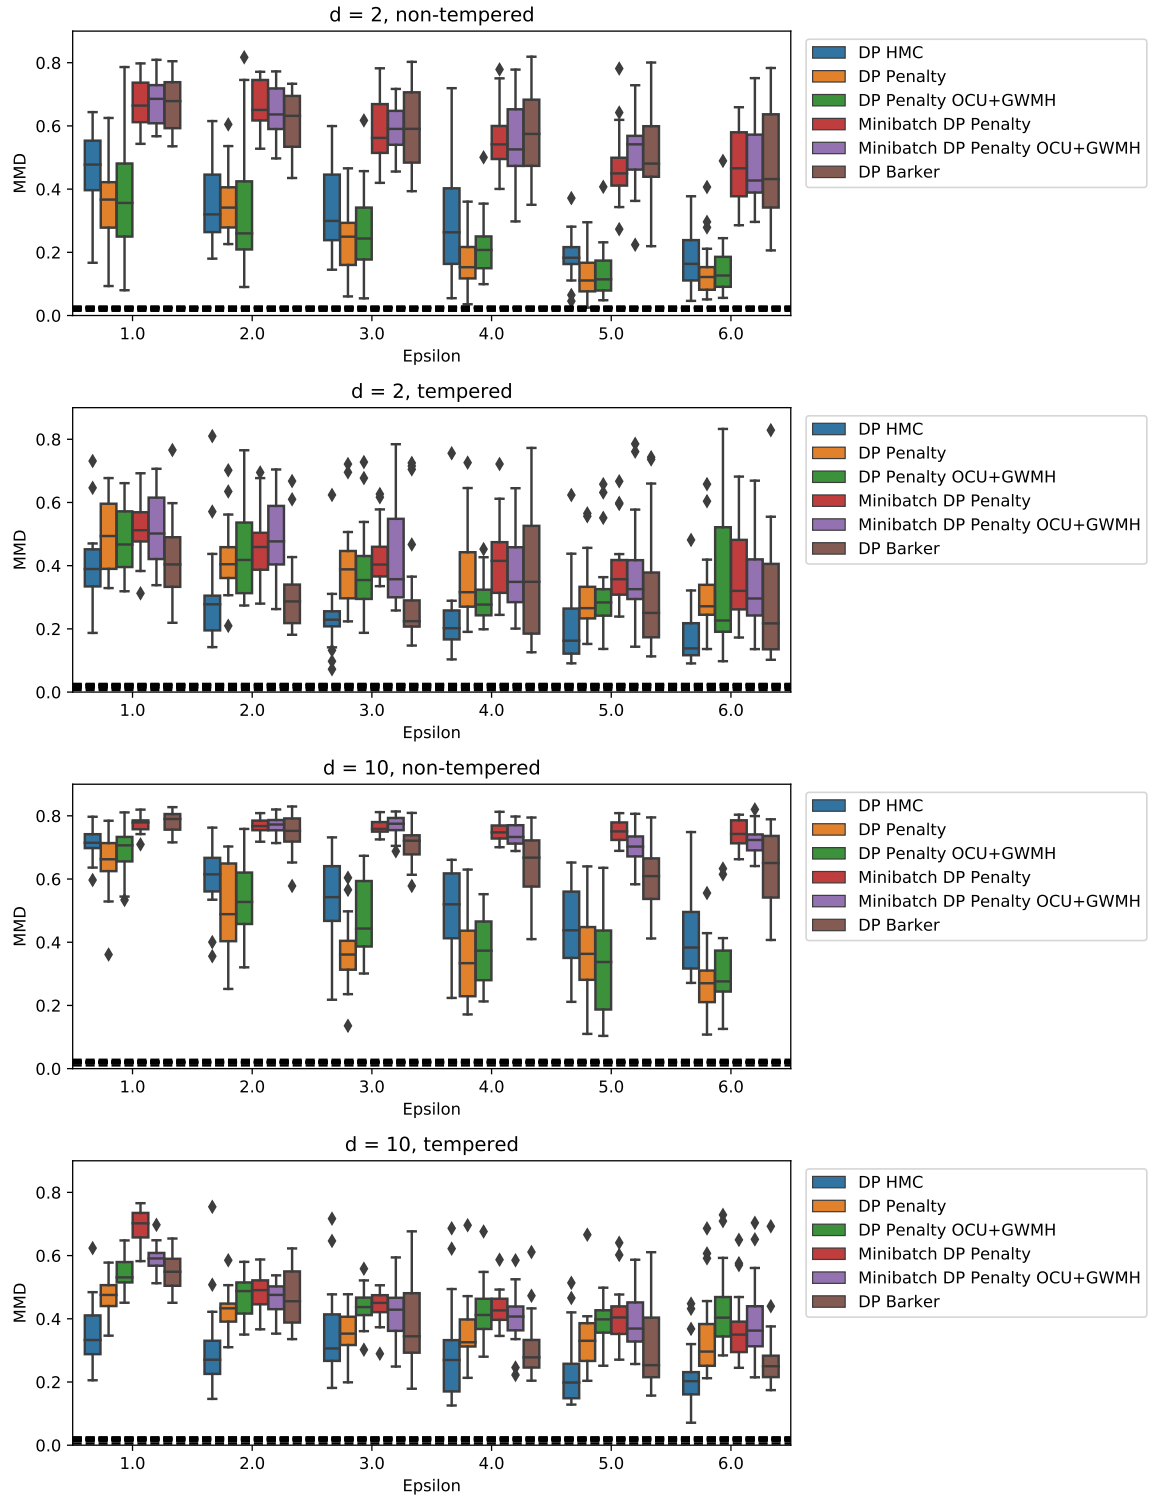 d = 2, non-tempered
MMD
0.8
0.6
0.4
0.2
0.0
1.0 2.0 3.0 4.0 5.0 6.0
Epsilon
DP HMC
DP Penalty
DP Penalty OCU+GWMH
Minibatch DP Penalty
Minibatch DP Penalty OCU+GWMH
DP Barker
d = 2, tempered
MMD
0.8
0.6
0.4
0.2
0.0
1.0 2.0 3.0 4.0 5.0 6.0
Epsilon
DP HMC
DP Penalty
DP Penalty OCU+GWMH
Minibatch DP Penalty
Minibatch DP Penalty OCU+GWMH
DP Barker
d = 10, non-tempered
MMD
0.8
0.6
0.4
0.2
0.0
1.0 2.0 3.0 4.0 5.0 6.0
Epsilon
DP HMC
DP Penalty
DP Penalty OCU+GWMH
Minibatch DP Penalty
Minibatch DP Penalty OCU+GWMH
DP Barker
d = 10, tempered
MMD
0.8
0.6
0.4
0.2
0.0
1.0 2.0 3.0 4.0 5.0 6.0
Epsilon
DP HMC
DP Penalty
DP Penalty OCU+GWMH
Minibatch DP Penalty
Minibatch DP Penalty OCU+GWMH
DP Barker